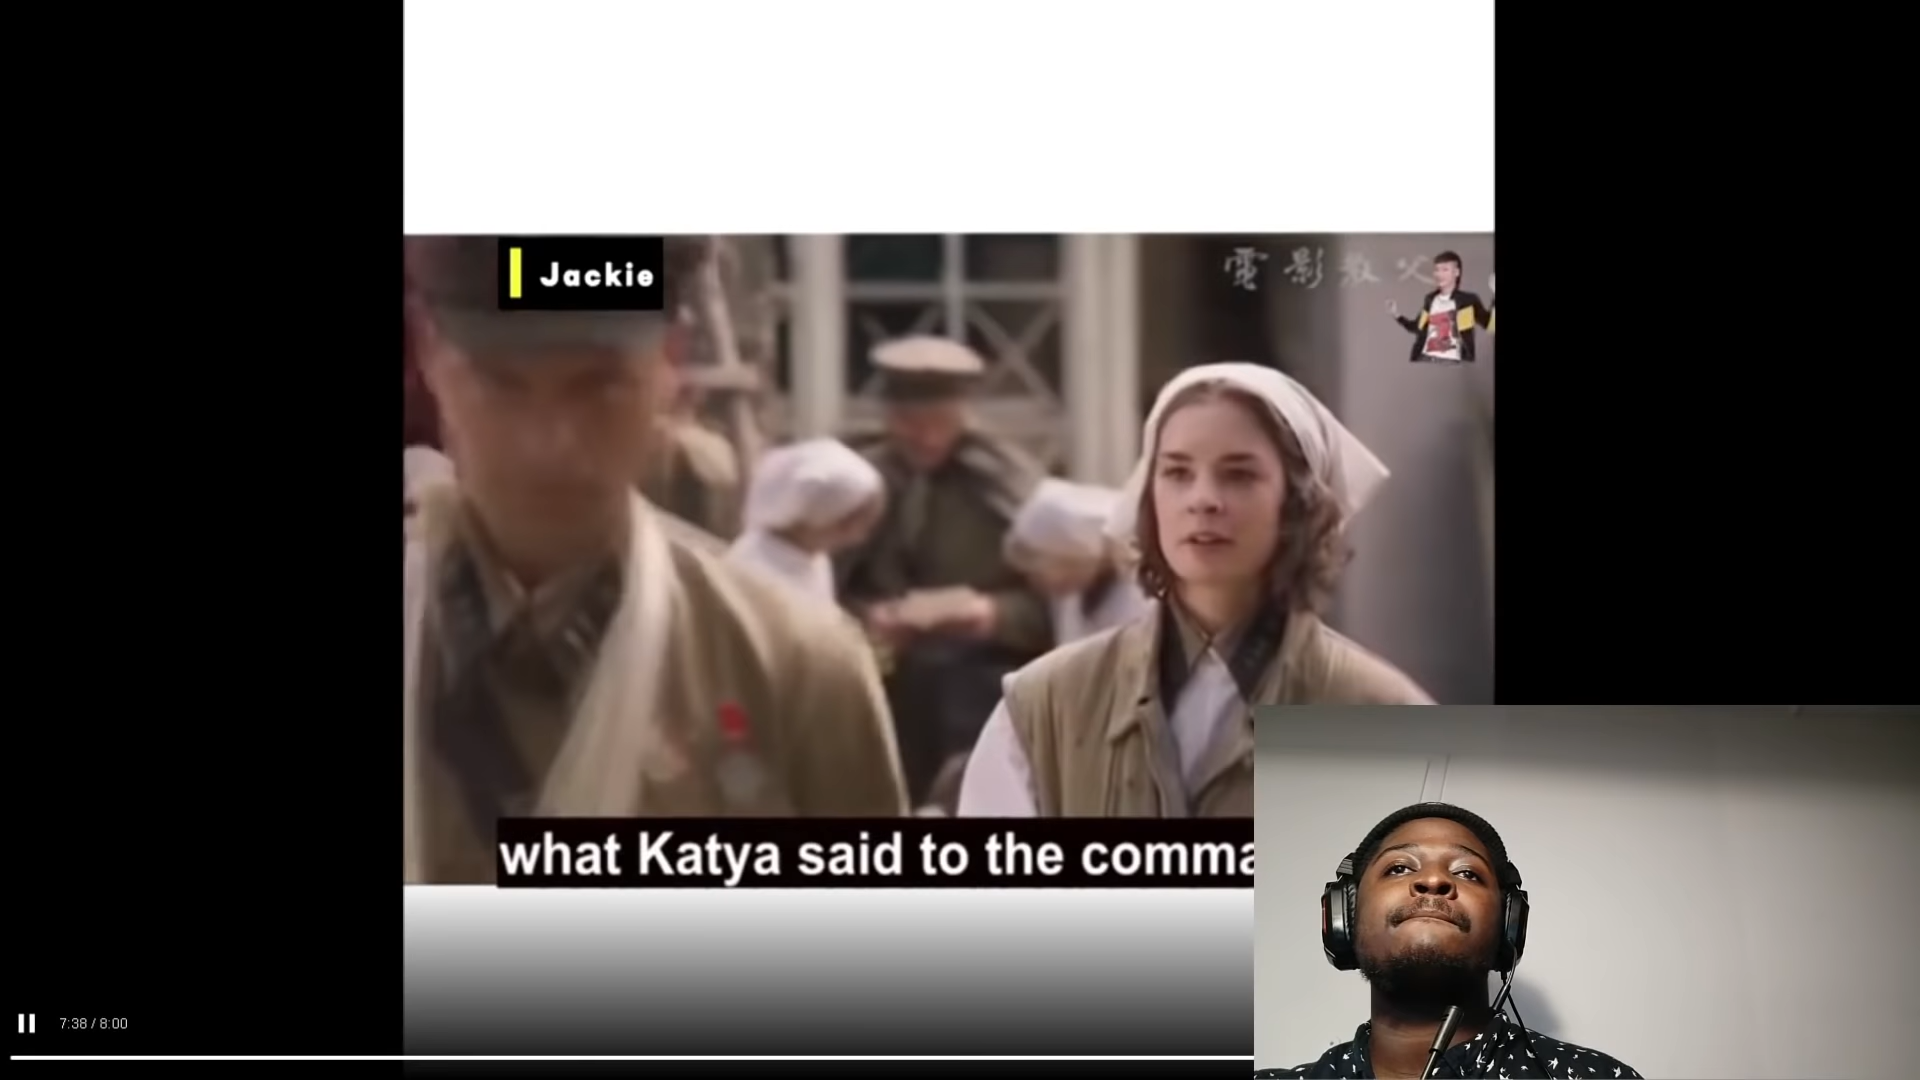 Jackie
電影教父
what Katya said to the comma
7:38 / 8:00